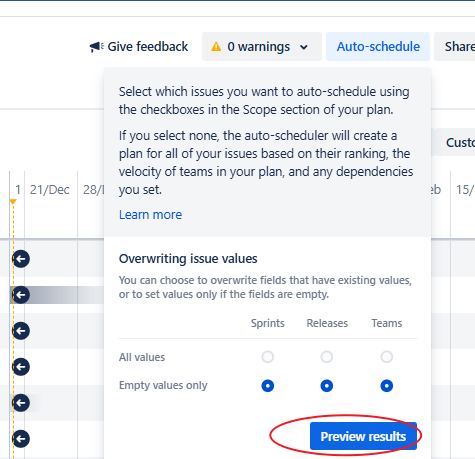 Give feedback
0 warnings
Auto-schedule
Share
Select which issues you want to auto-schedule using
the checkboxes in the Scope section of your plan.
If you select none, the auto-scheduler will create a
plan for all of your issues based on their ranking, the
velocity of teams in your plan, and any dependencies
you set.
Learn more
Custo
1 21/Dec 28/ eb 15/
Overwriting issue values
You can choose to overwrite fields that have existing values,
or to set values only if the fields are empty.
Sprints Releases Teams
All values
Empty values only
Preview results